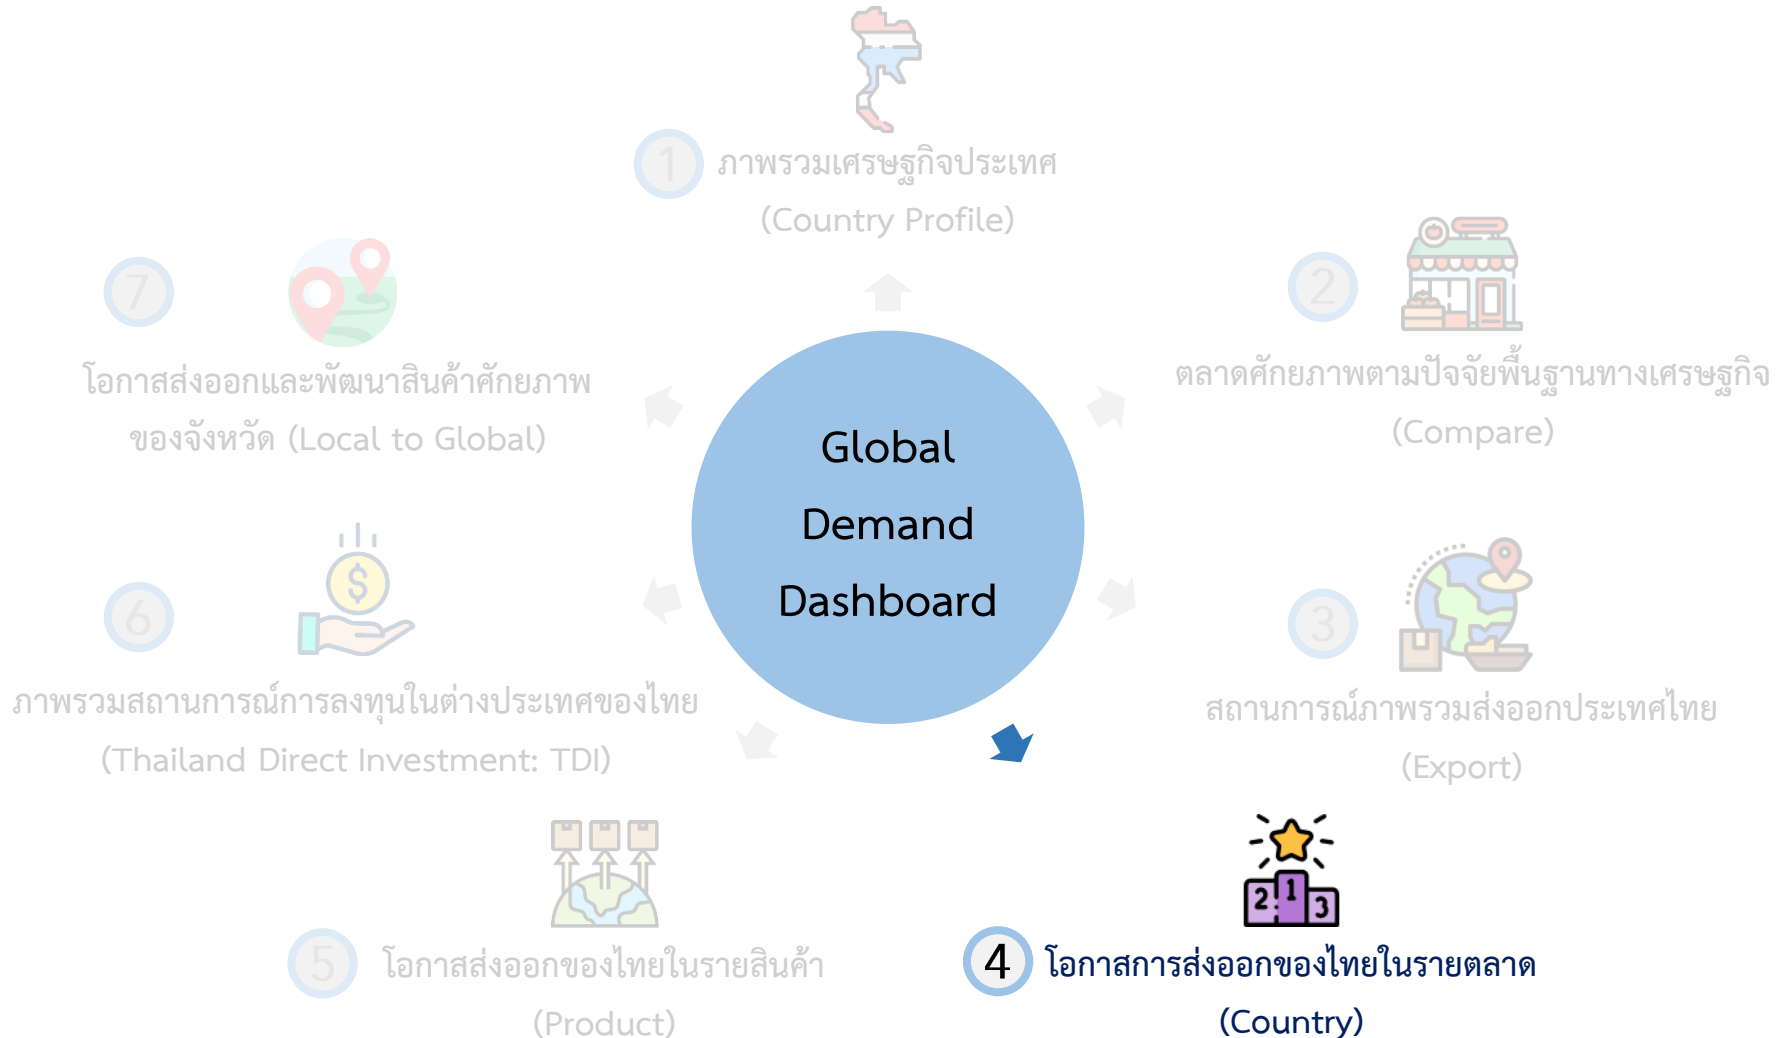 1
ภาพรวมเศรษฐกิจประเทศ
(Country Profile)
2
ตลาดศักยภาพตามปัจจัยพื้นฐานทางเศรษฐกิจ
(Compare)
3
สถานการณ์ภาพรวมส่งออกประเทศไทย
(Export)
2 1 3
4
โอกาสการส่งออกของไทยในรายตลาด
(Country)
5
โอกาสส่งออกของไทยในรายสินค้า
(Product)
$
6
ภาพรวมสถานการณ์การลงทุนในต่างประเทศของไทย
(Thailand Direct Investment: TDI)
7
โอกาสส่งออกและพัฒนาสินค้าศักยภาพ
ของจังหวัด (Local to Global)
Global
Demand
Dashboard